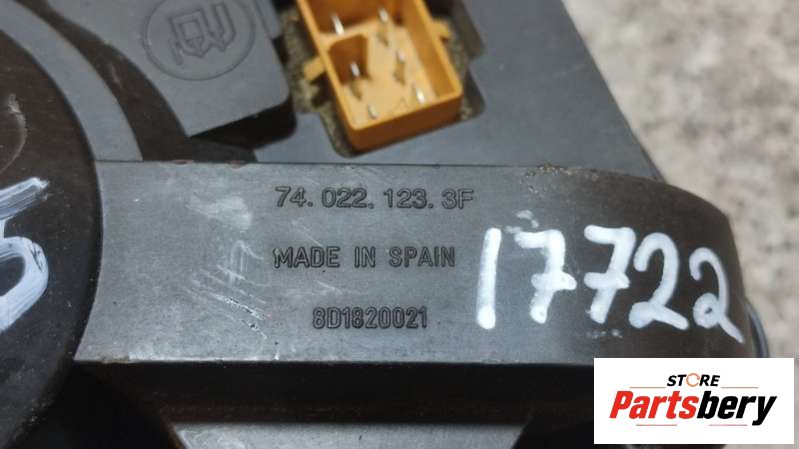 74. 022. 123. 3F
MADE IN SPAIN
8D1820021
17722
STORE
Partsbery